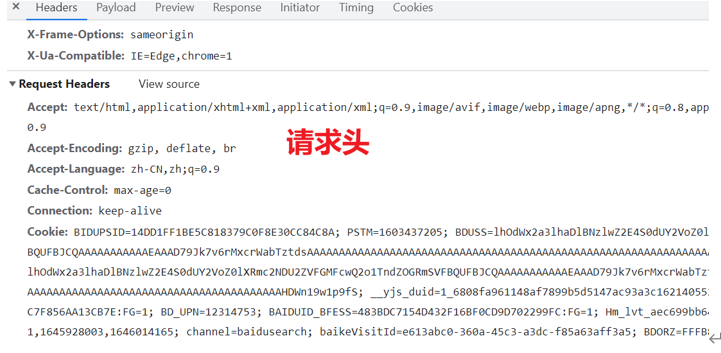 × Headers Payload Preview Response Initiator Timing Cookies
X-Frame-Options: sameorigin
X-Ua-Compatible: IE=Edge,chrome=1
▼ Request Headers View source
Accept: text/html,application/xhtml+xml,application/xml;q=0.9,image/avif,image/webp,image/apng,*/*;q=0.8,app
0.9
请求头
Accept-Encoding: gzip, deflate, br
Accept-Language: zh-CN,zh;q=0.9
Cache-Control: max-age=0
Connection: keep-alive
Cookie: BIDUPSID=14DD1FF1BE5C818379C0F8E30CC84C8A; PSTM=1603437205; BDUSS=lhOdWx2a3lhaDlBNzlwZ2E4S0dUY2VoZ0l
BQUFBJCQAAAAAAAAAAAEAAAD79Jk7v6rMxcrWabTztdsAAAAAAAAAAAAAAAAAAAAAAAAAAAAAAAAAAAAAAAAAAAAAAAAAAAAAAAAAAAAAAA
lhOdWx2a3lhaDlBNzlwZ2E4S0dUY2VoZ0lXRmc2NDU2ZVFGMFcwQ2o1TndZOGRmSVFBQUFBJCQAAAAAAAAAAAEAAAD79Jk7v6rMxcrWabTz
AAAAAAAAAAAAAAAAAAAAAAAAAAAAAAAAAAAAAAAAHDWn19w1p9fS; __yjs_duid=1_6808fa961148af7899b5d5147ac93a3c16214055
C7F856AA13CB7E:FG=1; BD_UPN=12314753; BAIDUID_BFESS=483BDC7154D432F16BF0CD9D702299FC:FG=1; Hm_lvt_aec699bb6
1,1645928003,1646014165; channel=baidusearch; baikeVisitId=e613abc0-360a-45c3-a3dc-f85a63aff3a5; BDORZ=FFFB